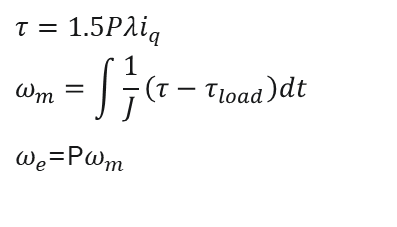 τ = 1.5Pλi_q
ω_m = ∫ 1/J (τ − τ_load)dt
ω_e=Pω_m